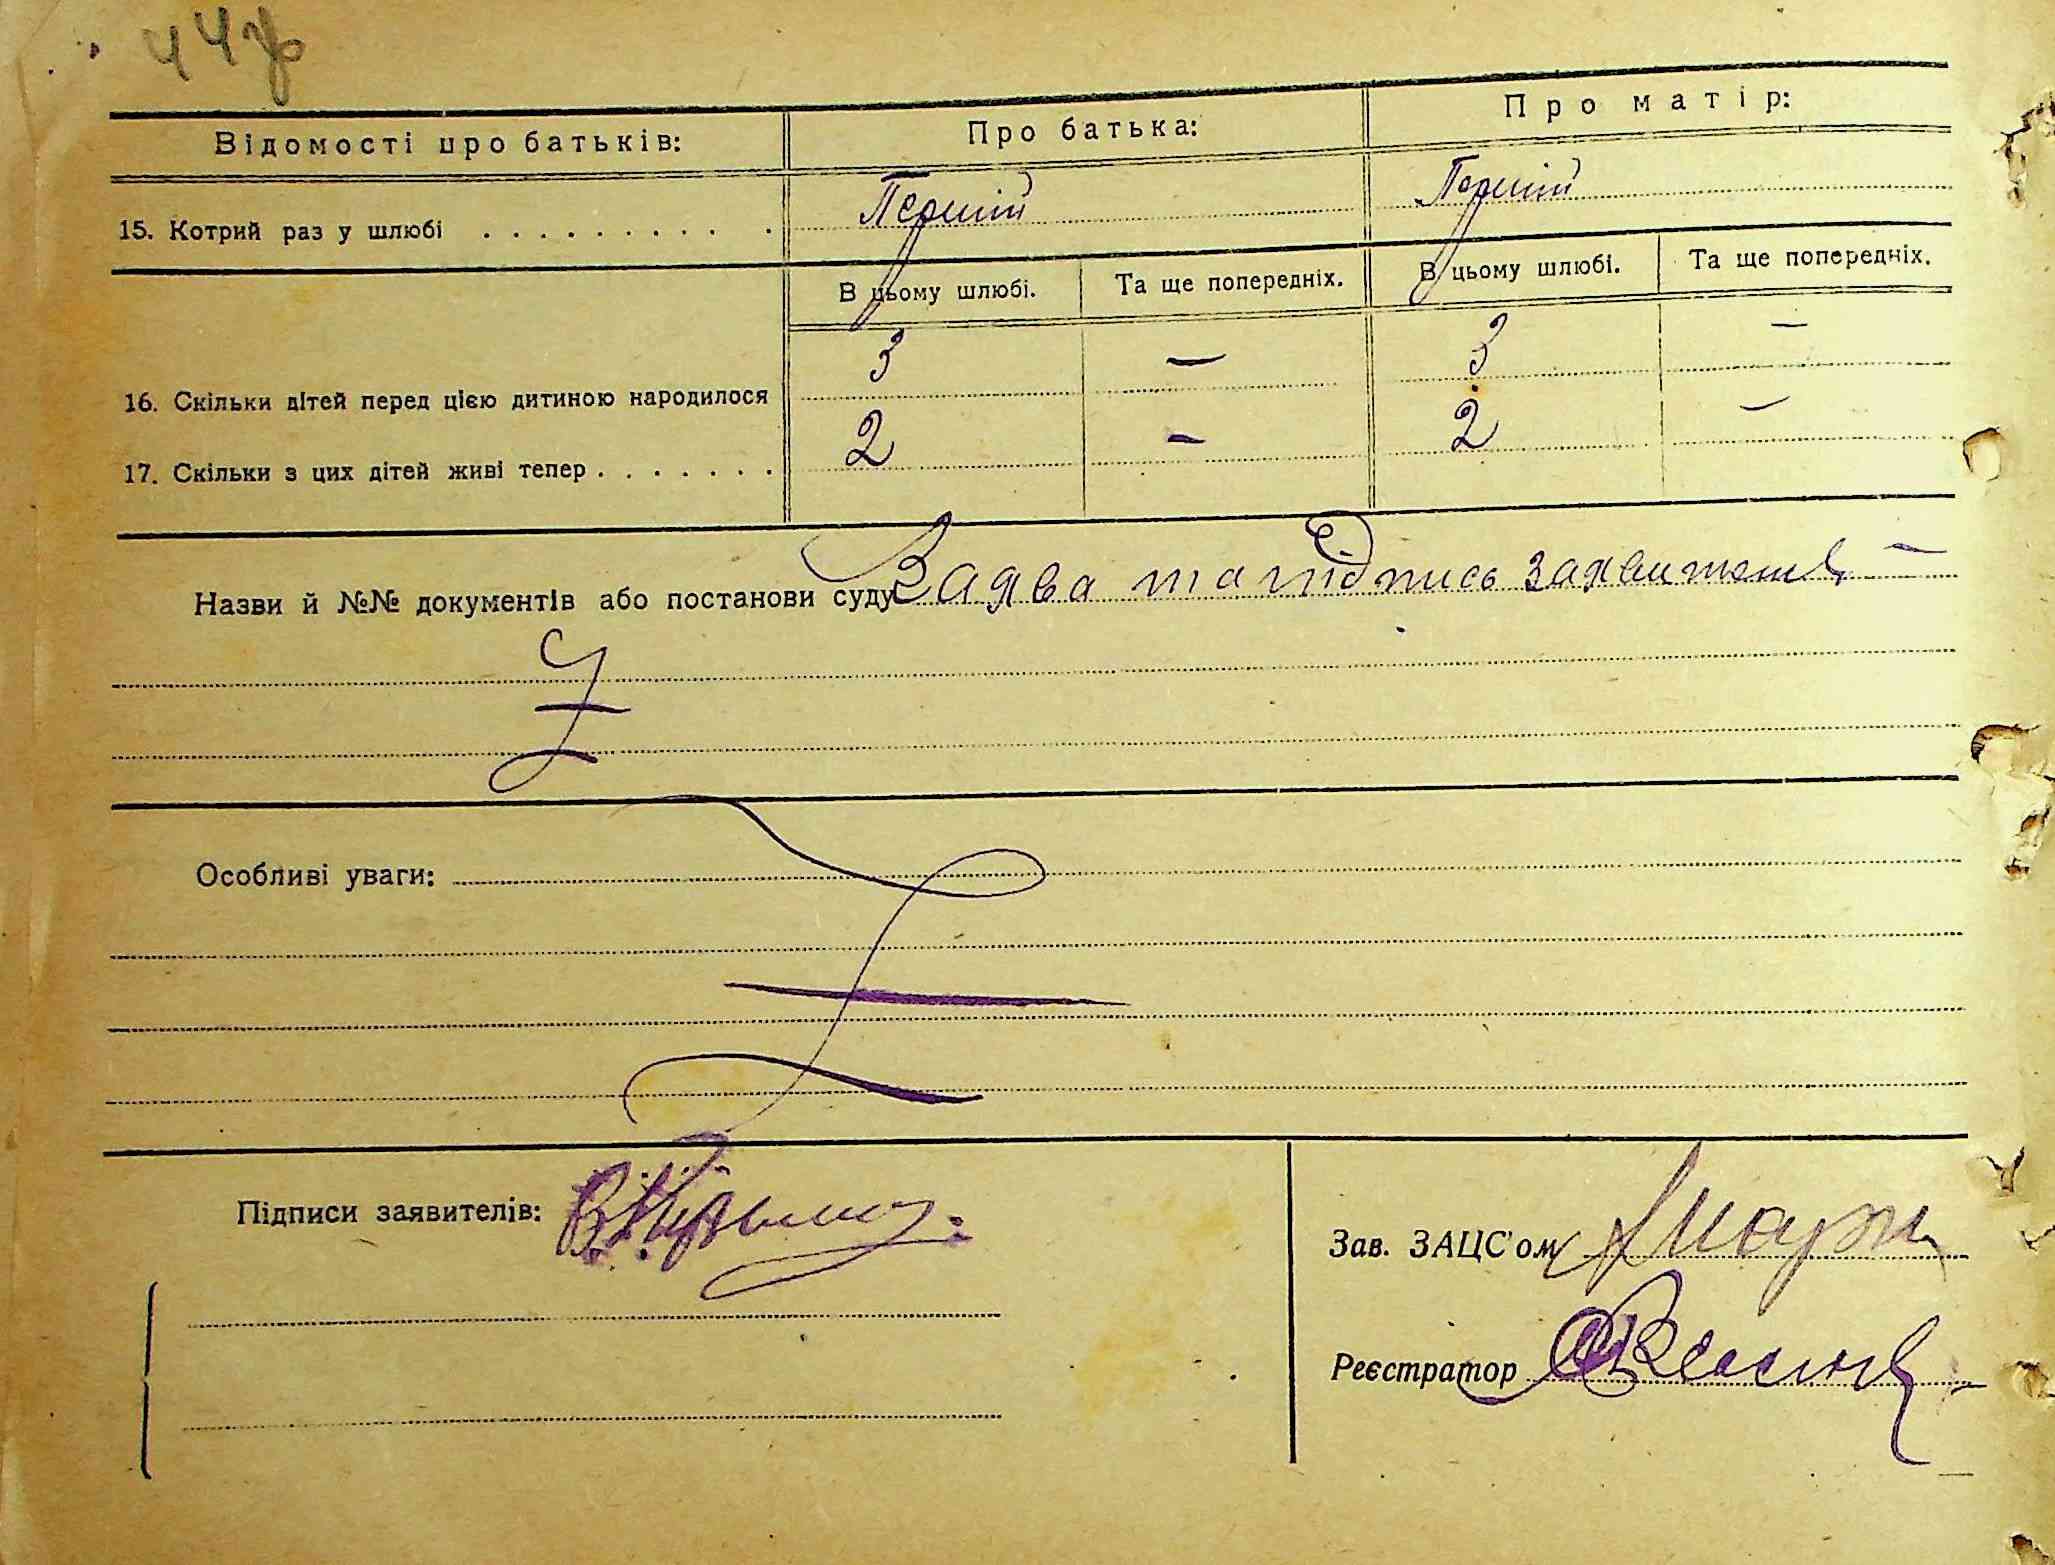 44
Відомості про батьків: Про батька: Про матір:
15. Котрий раз у шлюбі . . . . . . . . . . Перший Перший
В цьому шлюбі. Та ще попередніх. В цьому шлюбі. Та ще попередніх.
16. Скільки дітей перед цією дитиною народилося 3 — 3 —
17. Скільки з цих дітей живі тепер . . . . . . . 2 — 2 —
Назви й №№ документів або постанови суду Заява та підпись заявителя —
Особливі уваги:
Підписи заявителів:
Зав. ЗАЦС'ом
Реєстратор